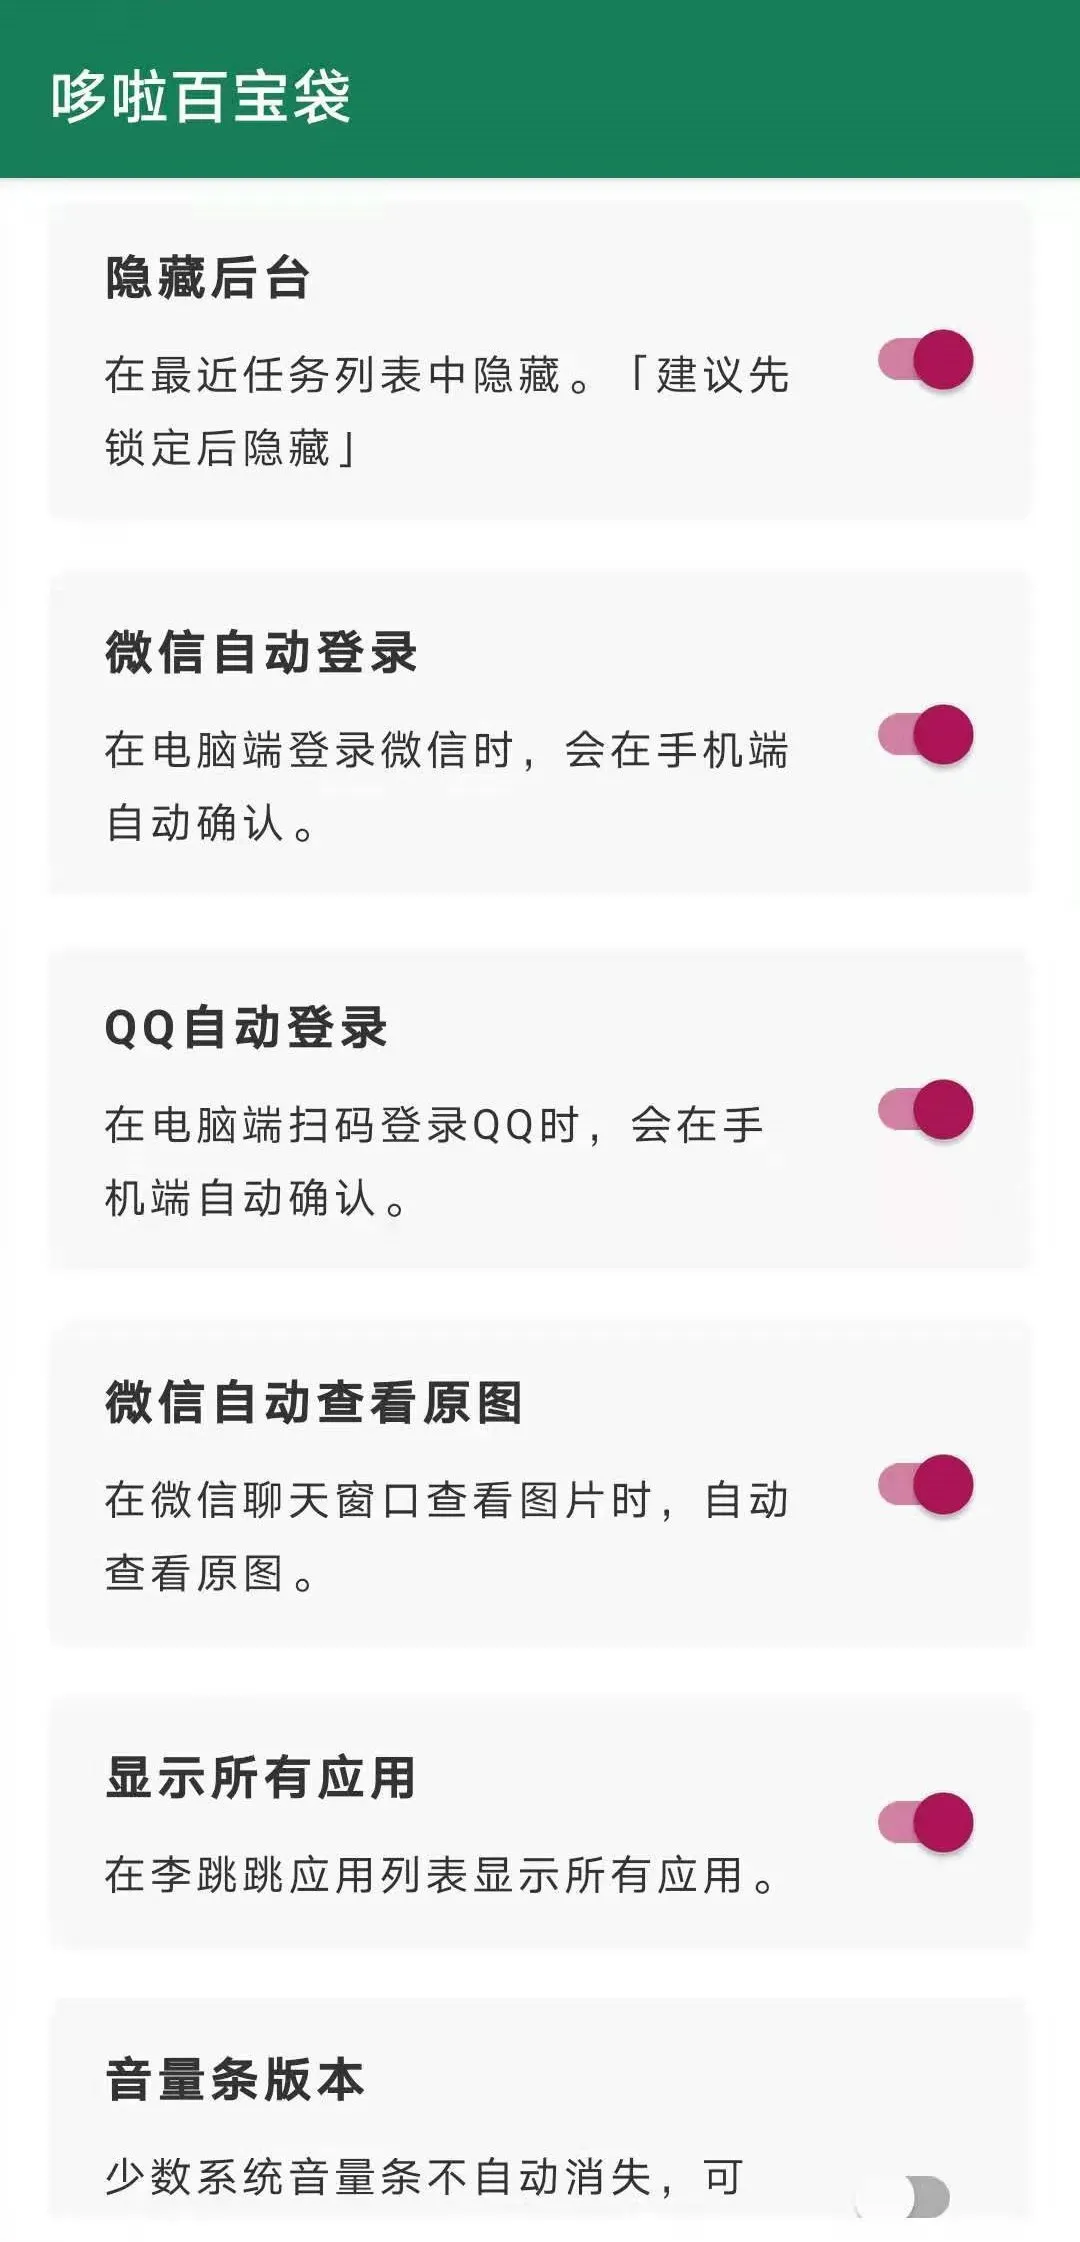 哆啦百宝袋
隐藏后台
在最近任务列表中隐藏。「建议先
锁定后隐藏」
微信自动登录
在电脑端登录微信时，会在手机端
自动确认。
QQ自动登录
在电脑端扫码登录QQ时，会在手
机端自动确认。
微信自动查看原图
在微信聊天窗口查看图片时，自动
查看原图。
显示所有应用
在李跳跳应用列表显示所有应用。
音量条版本
少数系统音量条不自动消失，可